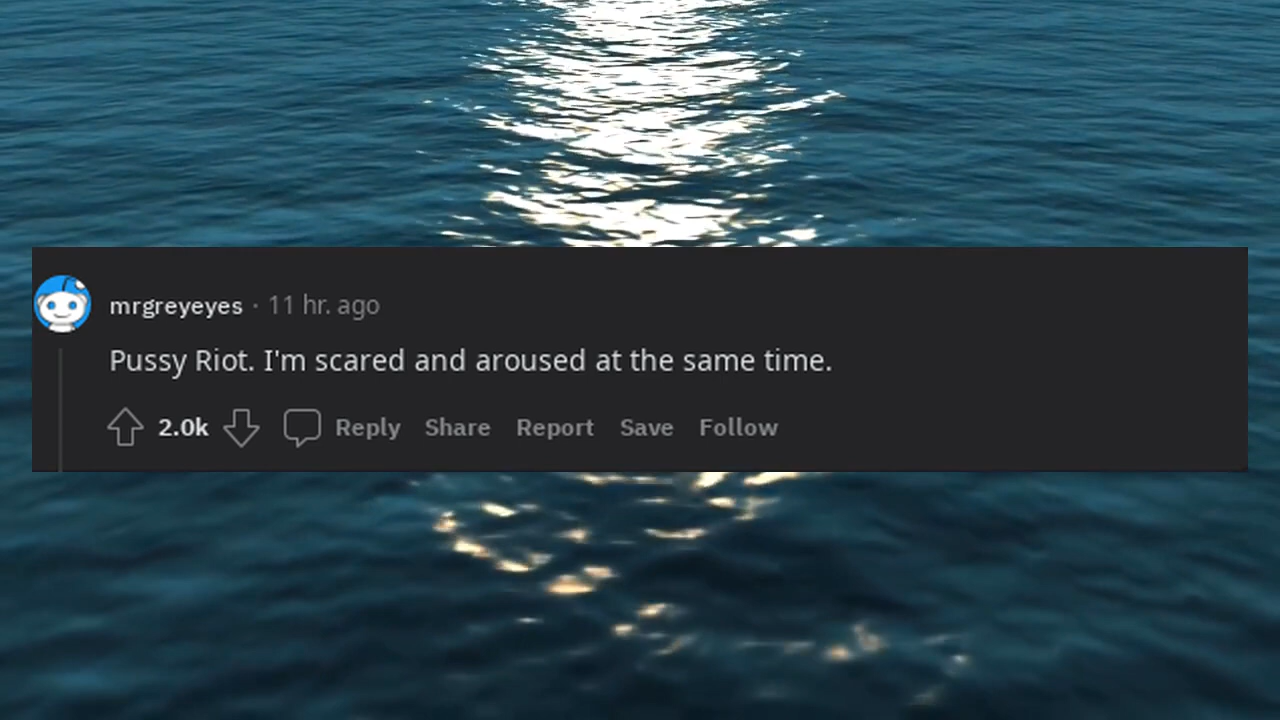 mrgreyeyes · 11 hr. ago
Pussy Riot. I'm scared and aroused at the same time.
2.0k Reply Share Report Save Follow